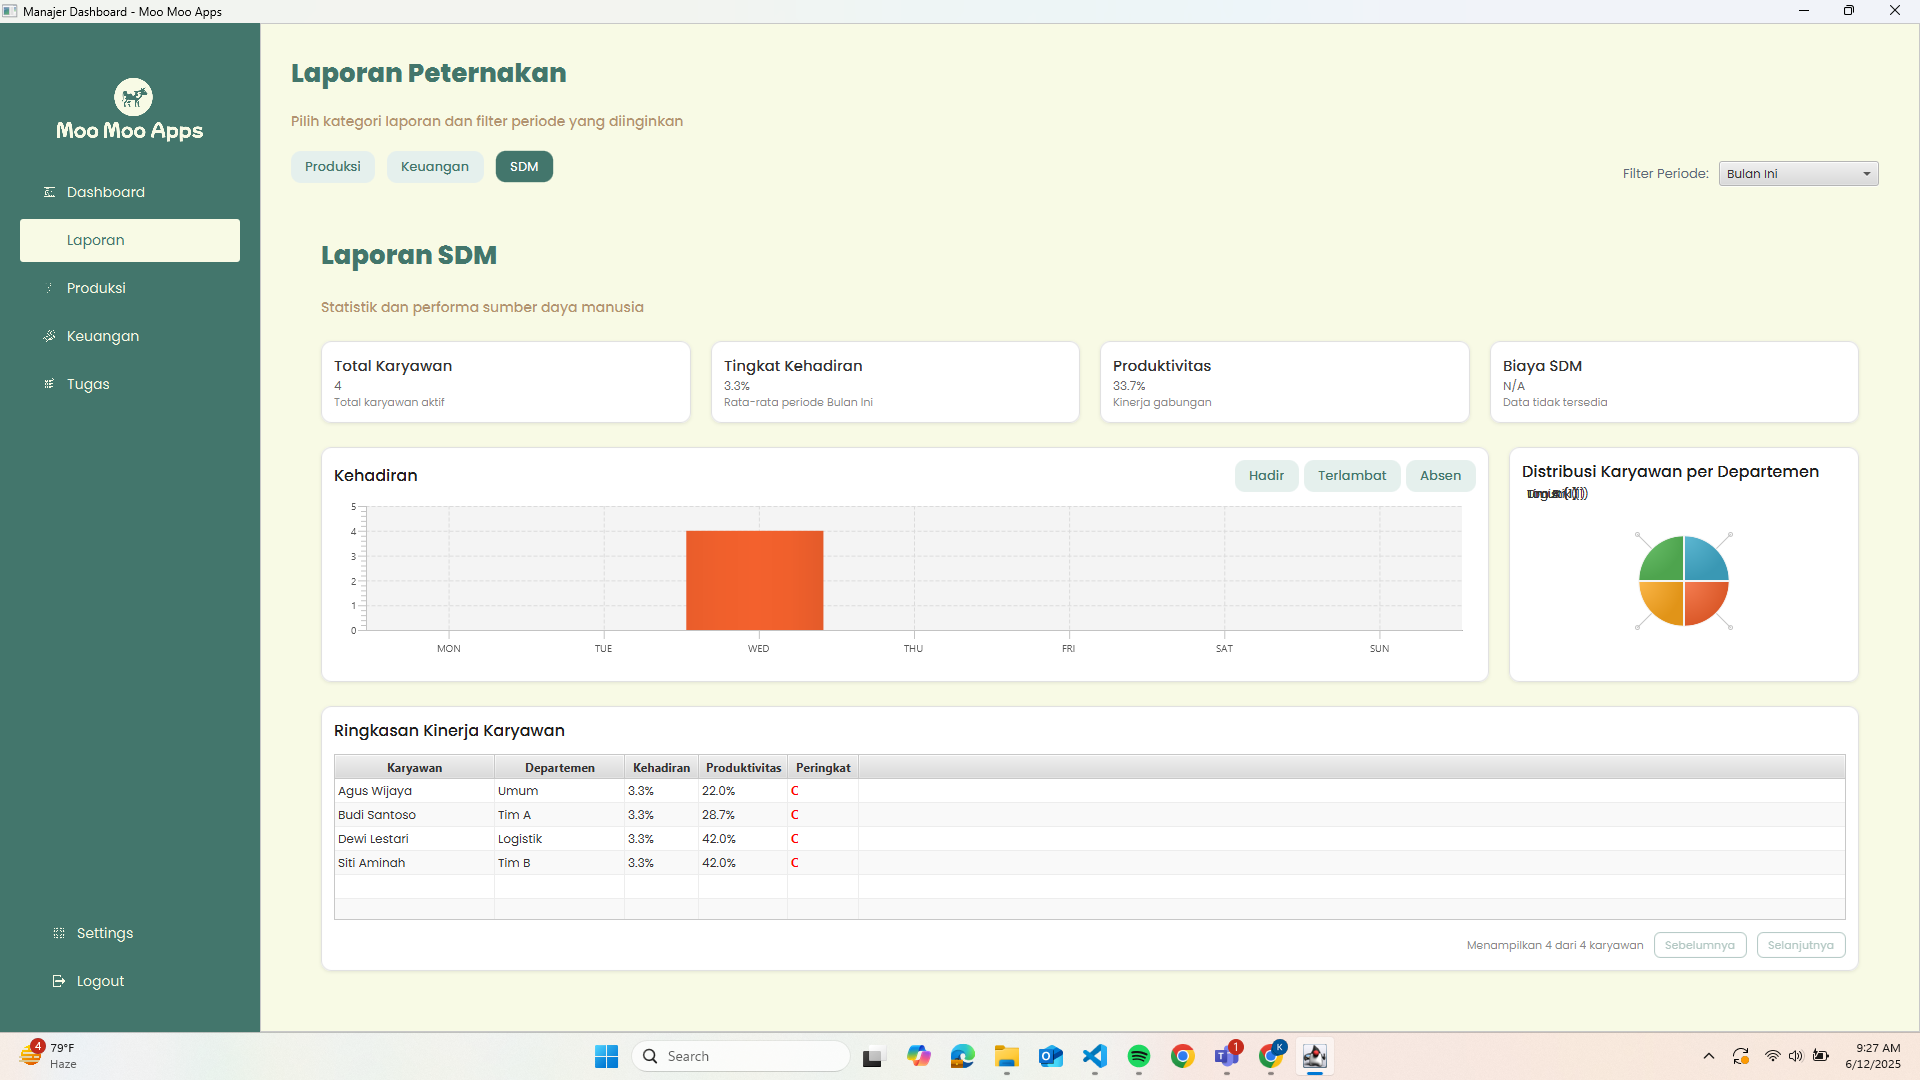 Manajer Dashboard - Moo Moo Apps
Moo Moo Apps
Dashboard
Laporan
Produksi
Keuangan
Tugas
Settings
Logout
Laporan Peternakan
Pilih kategori laporan dan filter periode yang diinginkan
Produksi Keuangan SDM
Filter Periode: Bulan Ini
Laporan SDM
Statistik dan performa sumber daya manusia
Total Karyawan
4
Total karyawan aktif
Tingkat Kehadiran
3.3%
Rata-rata periode Bulan Ini
Produktivitas
33.7%
Kinerja gabungan
Biaya SDM
N/A
Data tidak tersedia
Kehadiran
Hadir Terlambat Absen
5
4
3
2
1
0
MON TUE WED THU FRI SAT SUN
Distribusi Karyawan per Departemen
Ringkasan Kinerja Karyawan
Karyawan Departemen Kehadiran Produktivitas Peringkat
Agus Wijaya Umum 3.3% 22.0% C
Budi Santoso Tim A 3.3% 28.7% C
Dewi Lestari Logistik 3.3% 42.0% C
Siti Aminah Tim B 3.3% 42.0% C
Menampilkan 4 dari 4 karyawan Sebelumnya Selanjutnya
4
79°F
Haze
Search
1
K
9:27 AM
6/12/2025